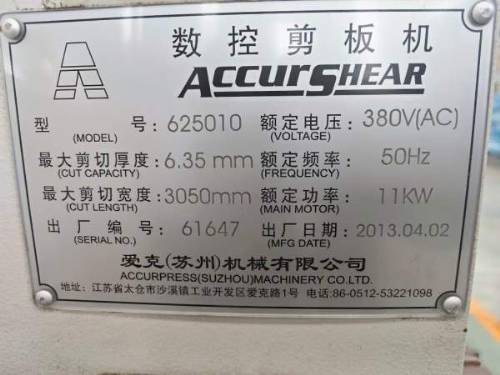 数控剪板机
ACCURSHEAR
型 号: 625010 额定电压: 380V(AC)
(MODEL) (VOLTAGE)
最大剪切厚度: 6.35 mm 额定频率: 50Hz
(CUT CAPACITY) (FREQUENCY)
最大剪切宽度: 3050mm 额定功率: 11KW
(CUT LENGTH) (MAIN MOTOR)
出厂编号: 61647 出厂日期: 2013.04.02
(SERIAL NO.) (MFG DATE)
爱克(苏州)机械有限公司
ACCURPRESS(SUZHOU)MACHINERY CO.LTD.
地址:江苏省太仓市沙溪镇工业开发区爱克路1号 电话:86-0512-53221098